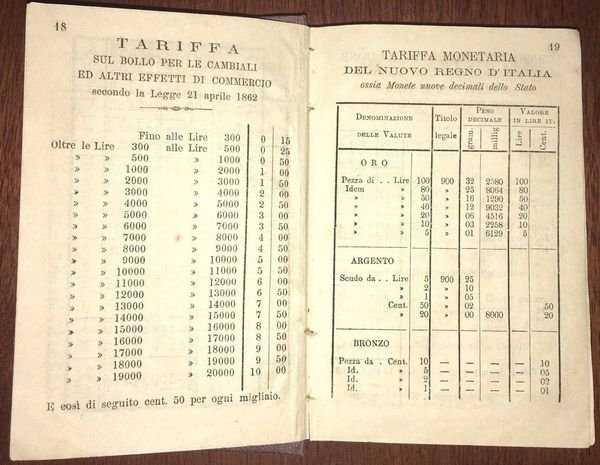 18
TARIFFA
SUL BOLLO PER LE CAMBIALI
ED ALTRI EFFETTI DI COMMERCIO
secondo la Legge 21 aprile 1862
Fino alle Lire 300 0 15
Oltre le Lire 300 alle Lire 500 0 25
» » 500 » 1000 0 50
» » 1000 » 2000 1 00
» » 2000 » 3000 1 50
» » 3000 » 4000 2 00
» » 4000 » 5000 2 50
» » 5000 » 6000 3 00
» » 6000 » 7000 3 50
» » 7000 » 8000 4 00
» » 8000 » 9000 4 50
» » 9000 » 10000 5 00
» » 10000 » 11000 5 50
» » 11000 » 12000 6 00
» » 12000 » 13000 6 50
» » 13000 » 14000 7 00
» » 14000 » 15000 7 50
» » 15000 » 16000 8 00
» » 16000 » 17000 8 50
» » 17000 » 18000 9 00
» » 18000 » 19000 9 50
» » 19000 » 20000 10 00
E così di seguito cent. 50 per ogni migliaio.
19
TARIFFA MONETARIA
DEL NUOVO REGNO D'ITALIA
ossia Monete nuove decimali dello Stato
DENOMINAZIONE DELLE VALUTE Titolo legale PESO DECIMALE VALORE IN LIRE IT.
gram. millig Lire Cent.
ORO
Pezza di . . Lire 100 900 32 2580 100
Idem » 80 » 25 8064 80
» » 50 » 16 1290 50
» » 40 » 12 9032 40
» » 20 » 06 4516 20
» » 10 » 03 2258 10
» » 5 » 01 6129 5
ARGENTO
Scudo da . . Lire 5 900 25
» 2 » 10
» 1 » 05
Cent. 50 » 02 50
» 20 » 00 8000 20
BRONZO
Pezza da . Cent. 10 — — — — 10
Id. » 5 — — — — 05
Id. » 2 — — — — 02
Id. » 1 — — — — 01